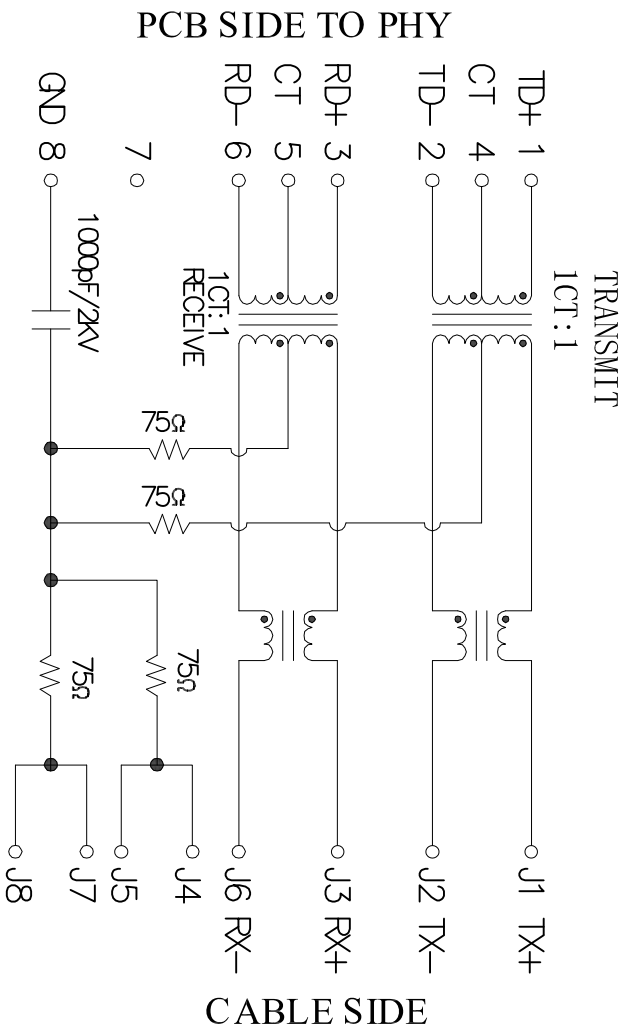 PCB SIDE TO PHY
GND 8
7
RD- 6
CT 5
RD+ 3
TD- 2
CT 4
TD+ 1
1000pF/2KV
1CT:1
RECEIVE
TRANSMIT
1CT:1
75Ω
75Ω
75Ω
75Ω
J8
J7
J5
J4
J6 RX-
J3 RX+
J2 TX-
J1 TX+
CABLE SIDE